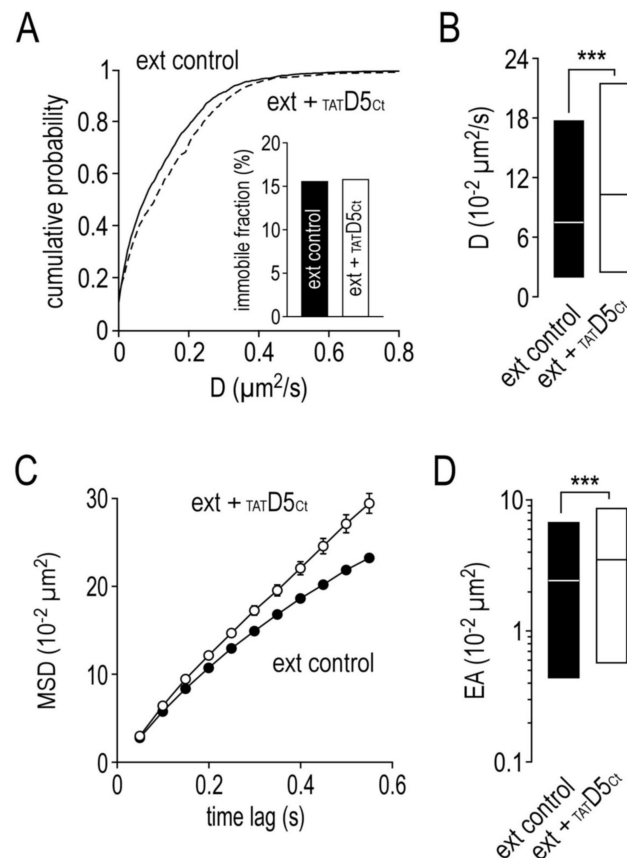 A
ext control
ext + TATD5Ct
cumulative probability
1
0.8
0.6
0.4
0.2
0
0
0.2
0.4
0.6
0.8
D (µm²/s)
immobile fraction (%)
20
15
10
5
0
ext control
ext + TATD5Ct
B
***
D (10⁻² µm²/s)
24
18
12
6
0
ext control
ext + TATD5Ct
C
ext + TATD5Ct
ext control
MSD (10⁻² µm²)
30
20
10
0
0
0.2
0.4
0.6
time lag (s)
D
***
EA (10⁻² µm²)
10
1
0.1
ext control
ext + TATD5Ct